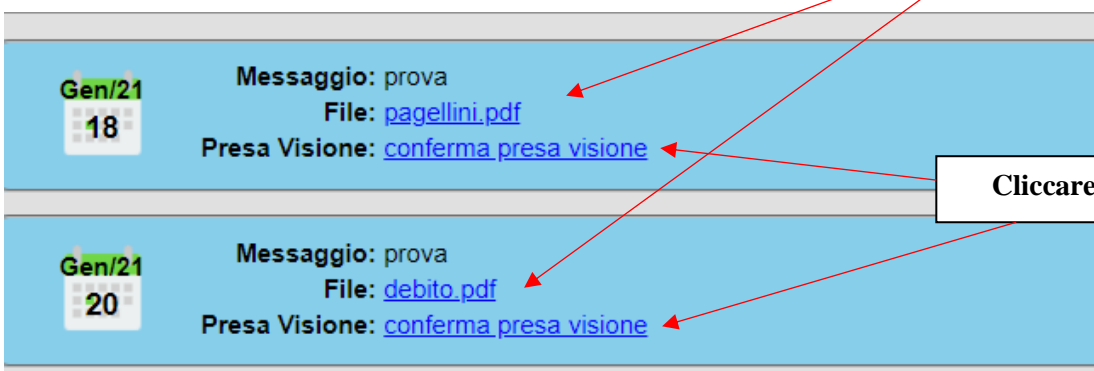 Gen/21
18
Messaggio: prova
File: pagellini.pdf
Presa Visione: conferma presa visione
Cliccare
Gen/21
20
Messaggio: prova
File: debito.pdf
Presa Visione: conferma presa visione